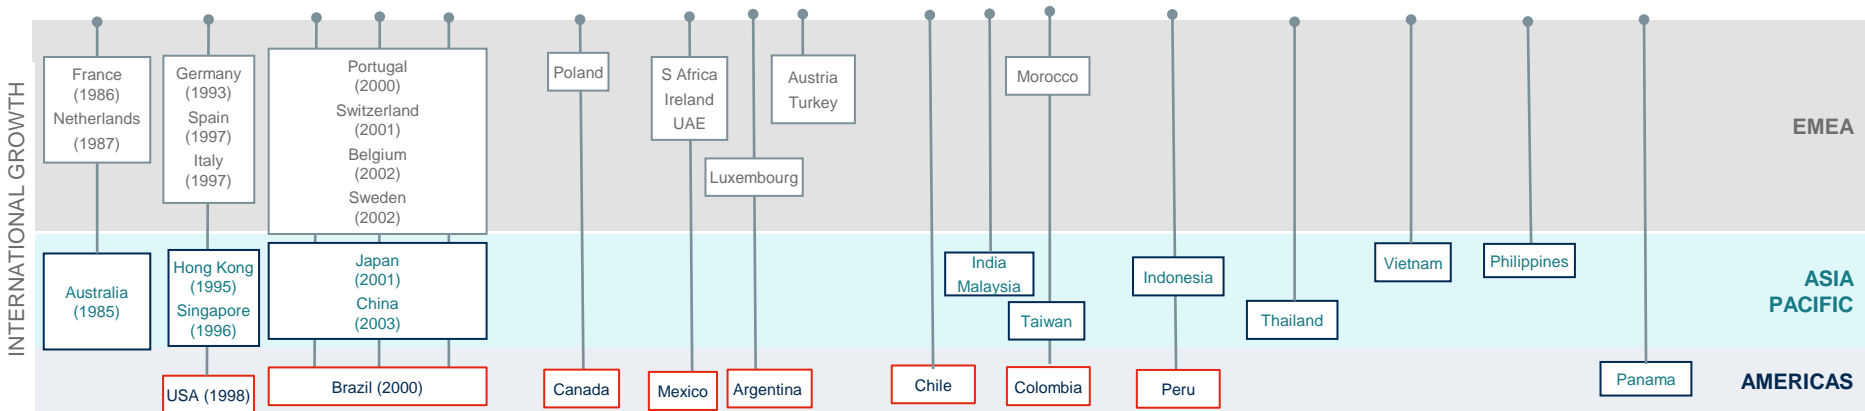 INTERNATIONAL GROWTH
France
(1986)
Netherlands
(1987)
Germany
(1993)
Spain
(1997)
Italy
(1997)
Portugal
(2000)
Switzerland
(2001)
Belgium
(2002)
Sweden
(2002)
Poland
S Africa
Ireland
UAE
Luxembourg
Austria
Turkey
Morocco
EMEA
Australia
(1985)
Hong Kong
(1995)
Singapore
(1996)
Japan
(2001)
China
(2003)
India
Malaysia
Taiwan
Indonesia
Thailand
Vietnam
Philippines
ASIA
PACIFIC
USA (1998)
Brazil (2000)
Canada
Mexico
Argentina
Chile
Colombia
Peru
Panama
AMERICAS